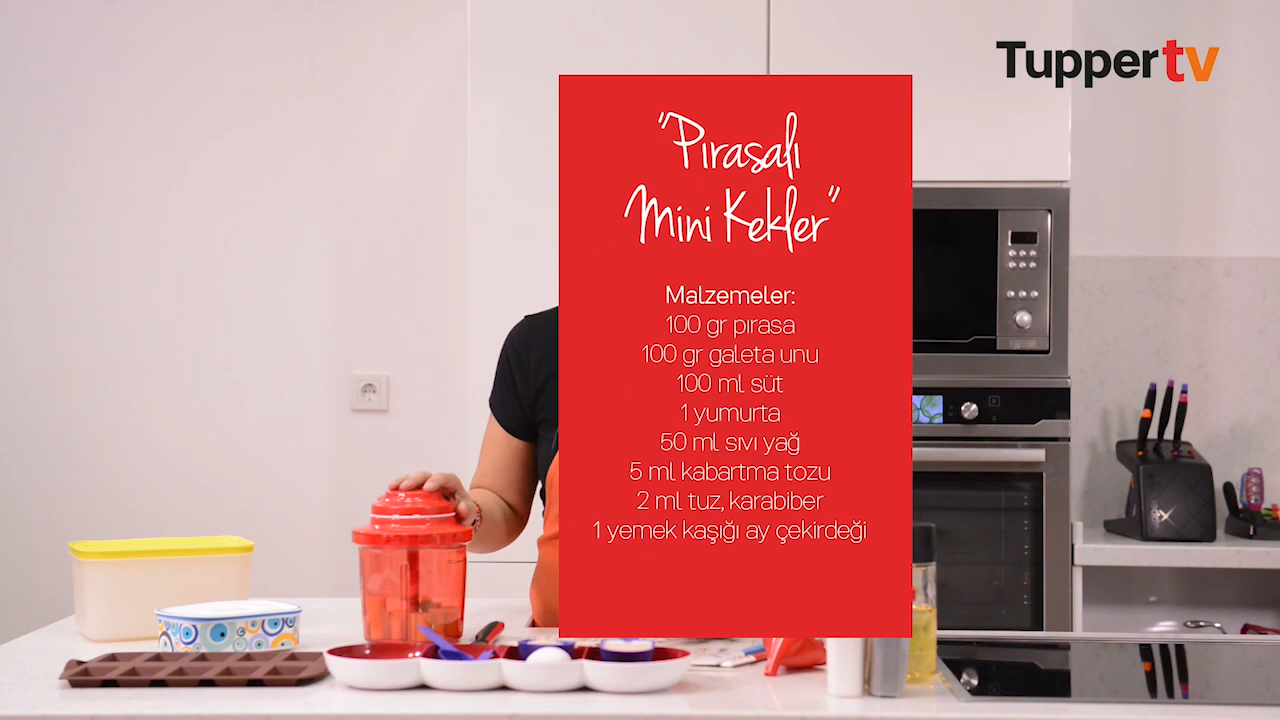 Tuppertv
"Pırasalı
Mini Kekler"
Malzemeler:
100 gr pırasa
100 gr galeta unu
100 ml süt
1 yumurta
50 ml sıvı yağ
5 ml kabartma tozu
2 ml tuz, karabiber
1 yemek kaşığı ay çekirdeği